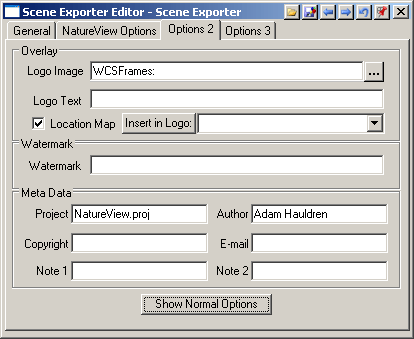 Scene Exporter Editor - Scene Exporter
General NatureView Options Options 2 Options 3
Overlay
Logo Image WCSFrames: ...
Logo Text
Location Map Insert in Logo:
Watermark
Watermark
Meta Data
Project NatureView.proj Author Adam Hauldren
Copyright E-mail
Note 1 Note 2
Show Normal Options